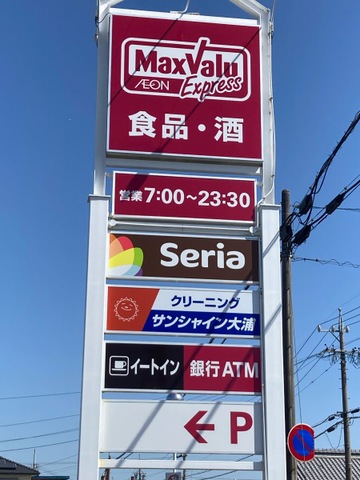 MaxValu
ÆON Express
食品・酒
営業 7:00～23:30
Seria
クリーニング
サンシャイン大浦
イートイン 銀行ATM
←P